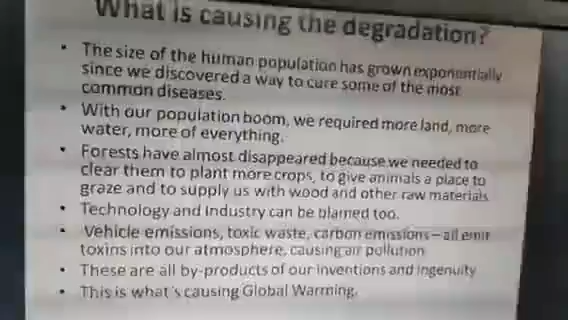 What is causing the degradation?
• The size of the human population has grown exponentially
since we discovered a way to cure some of the most
common diseases.
• With our population boom, we required more land, more
water, more of everything.
• Forests have almost disappeared because we needed to
clear them to plant more crops, to give animals a place to
graze and to supply us with wood and other raw materials
• Technology and Industry can be blamed too.
• Vehicle emissions, toxic waste, carbon emissions – all emit
toxins into our atmosphere, causing air pollution
• These are all by-products of our inventions and ingenuity
• This is what's causing Global Warming.